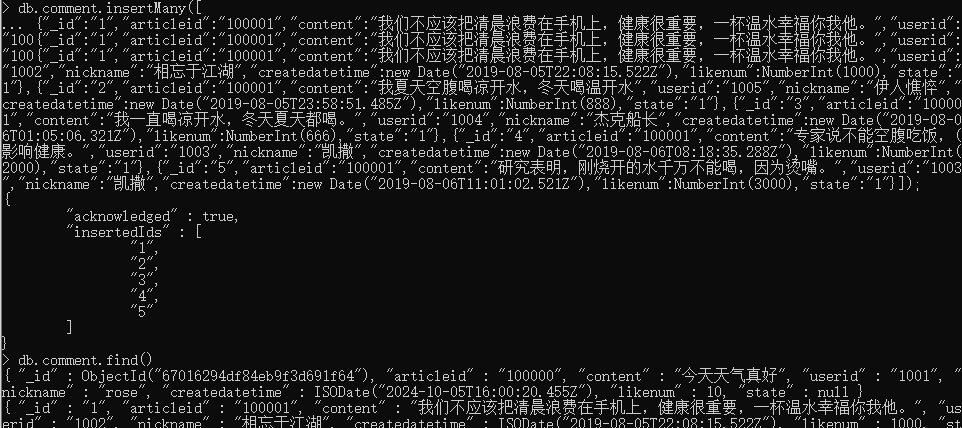 > db.comment.insertMany([
... {"_id":"1","articleid":"100001","content":"我们不应该把清晨浪费在手机上，健康很重要，一杯温水幸福你我他。","userid":
"100{"_id":"1","articleid":"100001","content":"我们不应该把清晨浪费在手机上，健康很重要，一杯温水幸福你我他。","userid":
"100{"_id":"1","articleid":"100001","content":"我们不应该把清晨浪费在手机上，健康很重要，一杯温水幸福你我他。","userid":
"1002","nickname":"相忘于江湖","createdatetime":new Date("2019-08-05T22:08:15.522Z"),"likenum":NumberInt(1000),"state":"
1"},{"_id":"2","articleid":"100001","content":"我夏天空腹喝凉开水，冬天喝温开水","userid":"1005","nickname":"伊人憔悴","
createdatetime":new Date("2019-08-05T23:58:51.485Z"),"likenum":NumberInt(888),"state":"1"},{"_id":"3","articleid":"10000
1","content":"我一直喝凉开水，冬天夏天都喝。","userid":"1004","nickname":"杰克船长","createdatetime":new Date("2019-08-0
6T01:05:06.321Z"),"likenum":NumberInt(666),"state":"1"},{"_id":"4","articleid":"100001","content":"专家说不能空腹吃饭，
影响健康。","userid":"1003","nickname":"凯撒","createdatetime":new Date("2019-08-06T08:18:35.288Z"),"likenum":NumberInt(
2000),"state":"1"},{"_id":"5","articleid":"100001","content":"研究表明，刚烧开的水千万不能喝，因为烫嘴。","userid":"1003
","nickname":"凯撒","createdatetime":new Date("2019-08-06T11:01:02.521Z"),"likenum":NumberInt(3000),"state":"1"}]);
{
"acknowledged" : true,
"insertedIds" : [
"1",
"2",
"3",
"4",
"5"
]
}
> db.comment.find()
{ "_id" : ObjectId("67016294df84eb9f3d691f64"), "articleid" : "100000", "content" : "今天天气真好", "userid" : "1001", "
nickname" : "rose", "createdatetime" : ISODate("2024-10-05T16:00:20.455Z"), "likenum" : 10, "state" : null }
{ "_id" : "1", "articleid" : "100001", "content" : "我们不应该把清晨浪费在手机上，健康很重要，一杯温水幸福你我他。", "us
erid" : "1002", "nickname" : "相忘于江湖", "createdatetime" : ISODate("2019-08-05T22:08:15.522Z"), "likenum" : 1000, "st